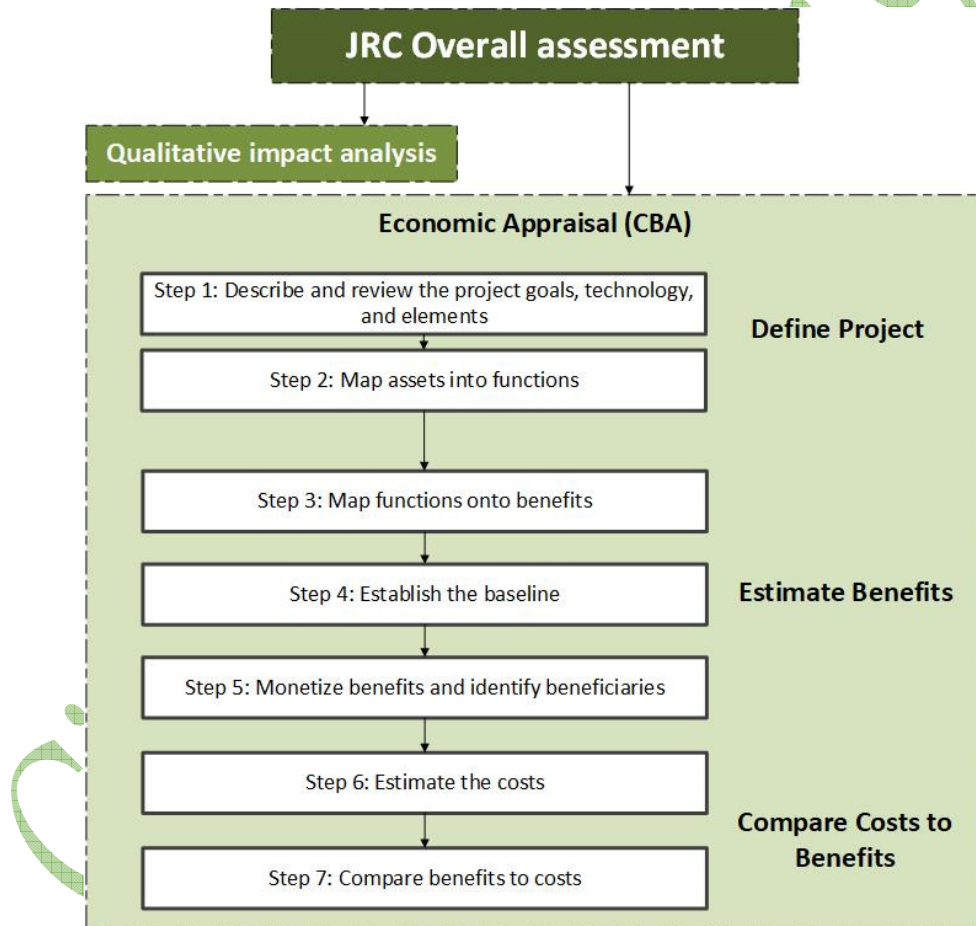 JRC Overall assessment
Qualitative impact analysis
Economic Appraisal (CBA)
Step 1: Describe and review the project goals, technology,
and elements
Define Project
Step 2: Map assets into functions
Step 3: Map functions onto benefits
Step 4: Establish the baseline
Estimate Benefits
Step 5: Monetize benefits and identify beneficiaries
Step 6: Estimate the costs
Compare Costs to
Benefits
Step 7: Compare benefits to costs